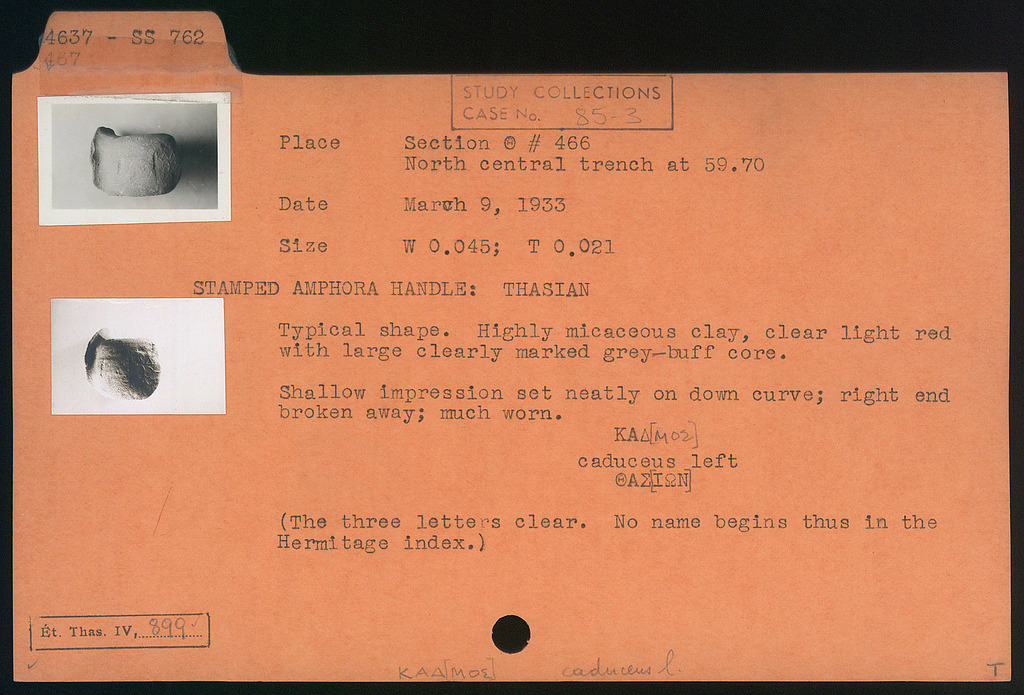 4637 - SS 762
467
STUDY COLLECTIONS
CASE No. 85-3
Place Section Θ # 466
North central trench at 59.70
Date March 9, 1933
Size W 0.045; T 0.021
STAMPED AMPHORA HANDLE: THASIAN
Typical shape. Highly micaceous clay, clear light red
with large clearly marked grey-buff core.
Shallow impression set neatly on down curve; right end
broken away; much worn.
ΚΑΔ[ΜΟΣ]
caduceus left
ΘΑΣ[ΙΩΝ]
(The three letters clear. No name begins thus in the
Hermitage index.)
Ét. Thas. IV, 899 ✓
ΚΑΔ[ΜΟΣ] caduceus l. T